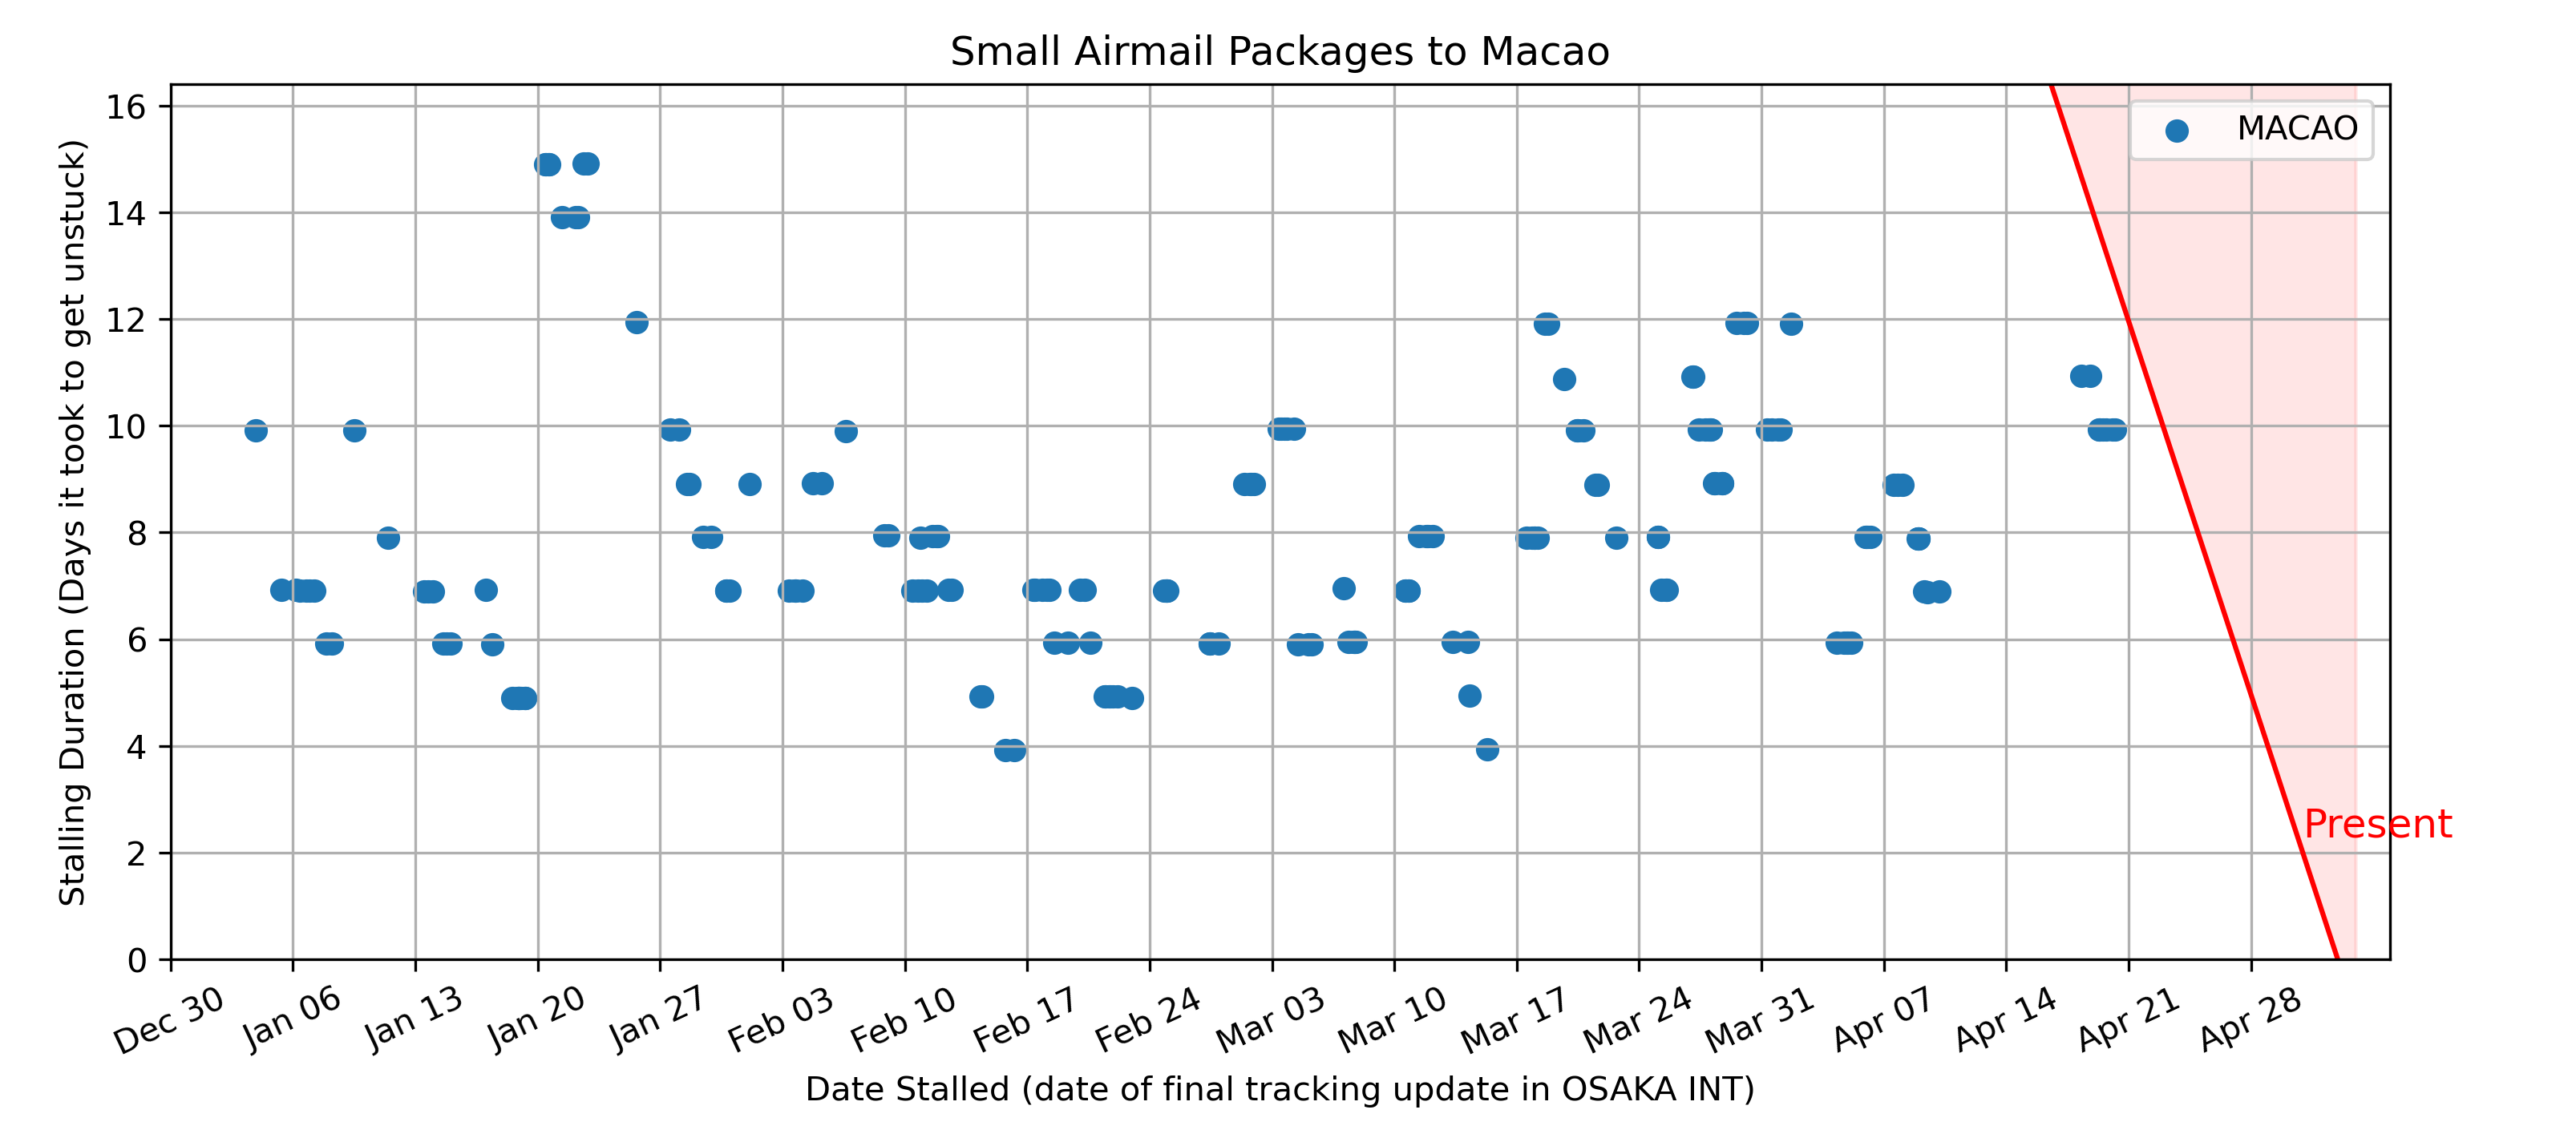 Small Airmail Packages to Macao
MACAO
Stalling Duration (Days it took to get unstuck)
16
14
12
10
8
6
4
2
0
Present
Dec 30
Jan 06
Jan 13
Jan 20
Jan 27
Feb 03
Feb 10
Feb 17
Feb 24
Mar 03
Mar 10
Mar 17
Mar 24
Mar 31
Apr 07
Apr 14
Apr 21
Apr 28
Date Stalled (date of final tracking update in OSAKA INT)